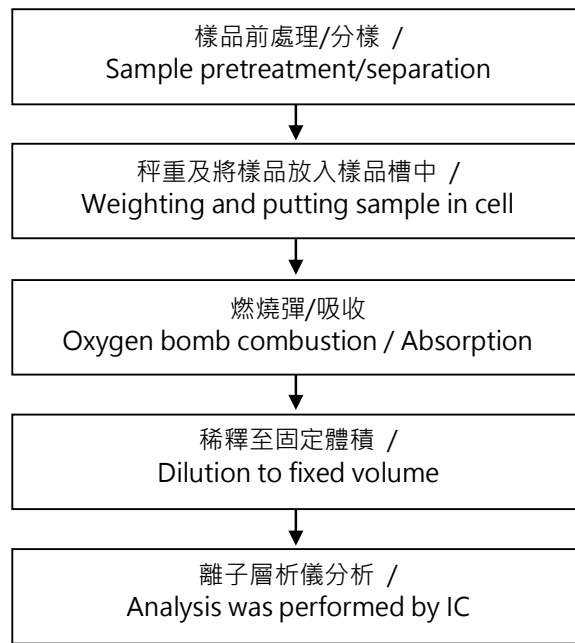 樣品前處理/分樣 /
Sample pretreatment/separation
秤重及將樣品放入樣品槽中 /
Weighting and putting sample in cell
燃燒彈/吸收
Oxygen bomb combustion / Absorption
稀釋至固定體積 /
Dilution to fixed volume
離子層析儀分析 /
Analysis was performed by IC